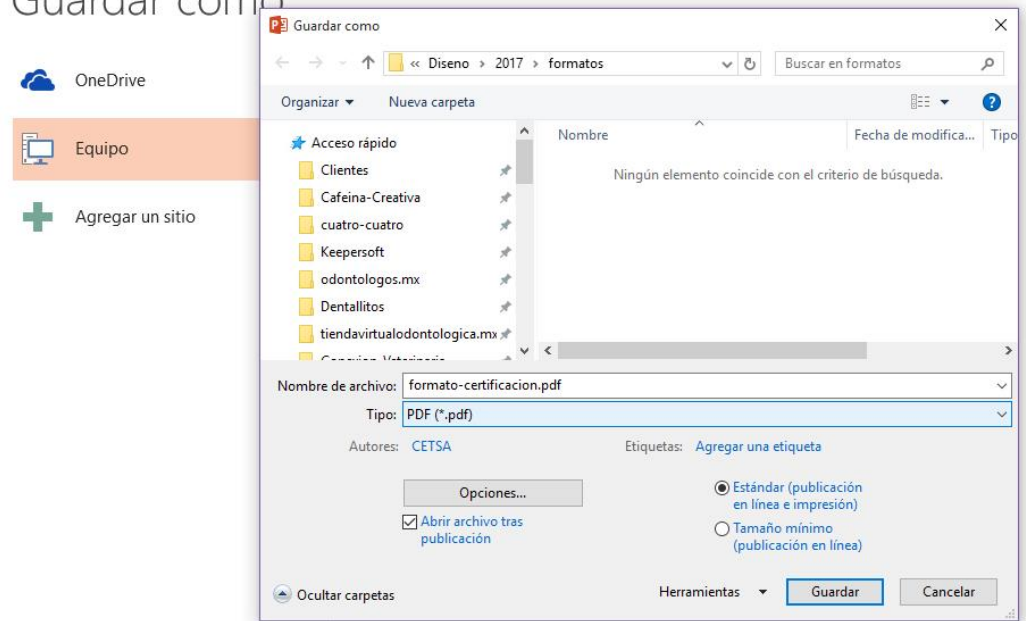 Guardar como
Guardar como
OneDrive
Equipo
Agregar un sitio
« Diseno › 2017 › formatos
Buscar en formatos
Organizar
Nueva carpeta
Acceso rápido
Clientes
Cafeina-Creativa
cuatro-cuatro
Keepersoft
odontologos.mx
Dentallitos
tiendavirtualodontologica.mx
Nombre
Fecha de modifica...
Tipo
Ningún elemento coincide con el criterio de búsqueda.
Nombre de archivo: formato-certificacion.pdf
Tipo: PDF (*.pdf)
Autores: CETSA
Etiquetas: Agregar una etiqueta
Opciones...
Abrir archivo tras
publicación
Estándar (publicación
en línea e impresión)
Tamaño mínimo
(publicación en línea)
Ocultar carpetas
Herramientas
Guardar
Cancelar